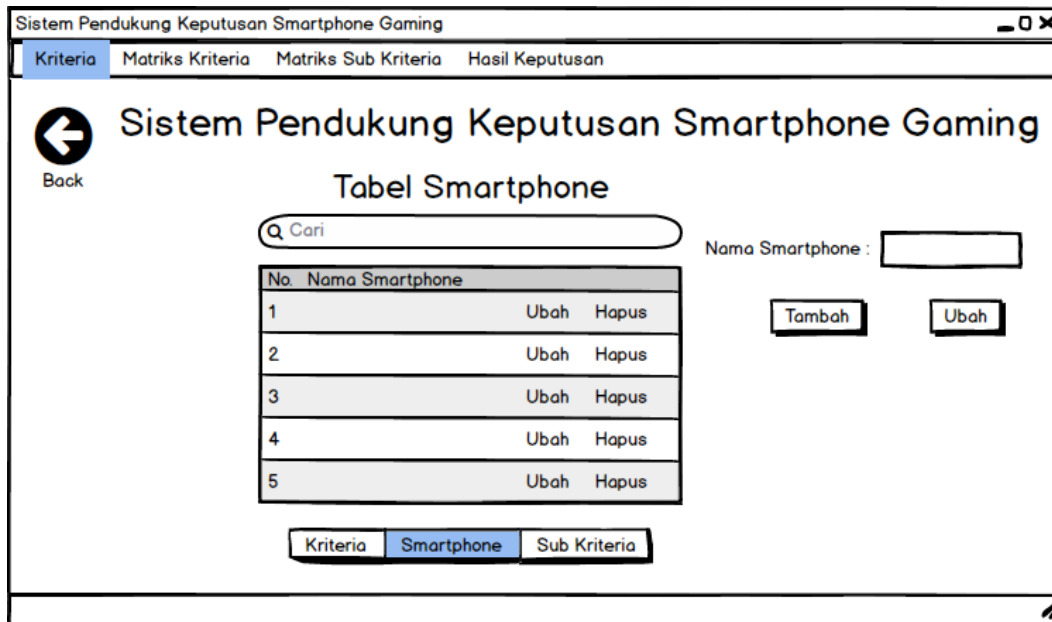 Sistem Pendukung Keputusan Smartphone Gaming
Kriteria Matriks Kriteria Matriks Sub Kriteria Hasil Keputusan
Sistem Pendukung Keputusan Smartphone Gaming
Back
Tabel Smartphone
Cari
Nama Smartphone :
No. Nama Smartphone
1 Ubah Hapus
Tambah Ubah
2 Ubah Hapus
3 Ubah Hapus
4 Ubah Hapus
5 Ubah Hapus
Kriteria Smartphone Sub Kriteria